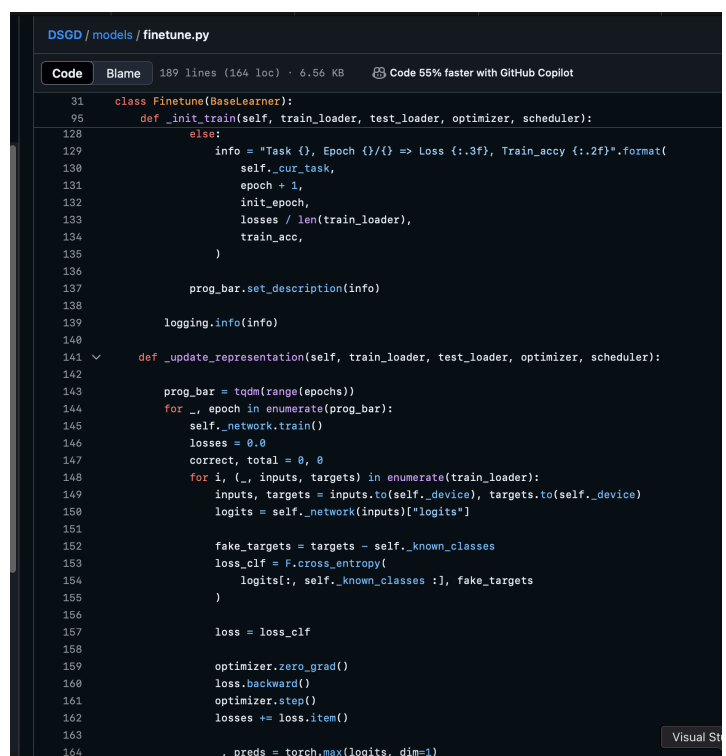 DSGD / models / finetune.py
Code Blame 189 lines (164 loc) · 6.56 KB Code 55% faster with GitHub Copilot
31 class Finetune(BaseLearner):
95 def _init_train(self, train_loader, test_loader, optimizer, scheduler):
128 else:
129 info = "Task {}, Epoch {}/{} => Loss {:.3f}, Train_accy {:.2f}".format(
130 self._cur_task,
131 epoch + 1,
132 init_epoch,
133 losses / len(train_loader),
134 train_acc,
135 )
136
137 prog_bar.set_description(info)
138
139 logging.info(info)
140
141 def _update_representation(self, train_loader, test_loader, optimizer, scheduler):
142
143 prog_bar = tqdm(range(epochs))
144 for _, epoch in enumerate(prog_bar):
145 self._network.train()
146 losses = 0.0
147 correct, total = 0, 0
148 for i, (_, inputs, targets) in enumerate(train_loader):
149 inputs, targets = inputs.to(self._device), targets.to(self._device)
150 logits = self._network(inputs)["logits"]
151
152 fake_targets = targets - self._known_classes
153 loss_clf = F.cross_entropy(
154 logits[:, self._known_classes :], fake_targets
155 )
156
157 loss = loss_clf
158
159 optimizer.zero_grad()
160 loss.backward()
161 optimizer.step()
162 losses += loss.item()
163
Visual Stu
164 _, preds = torch.max(logits, dim=1)